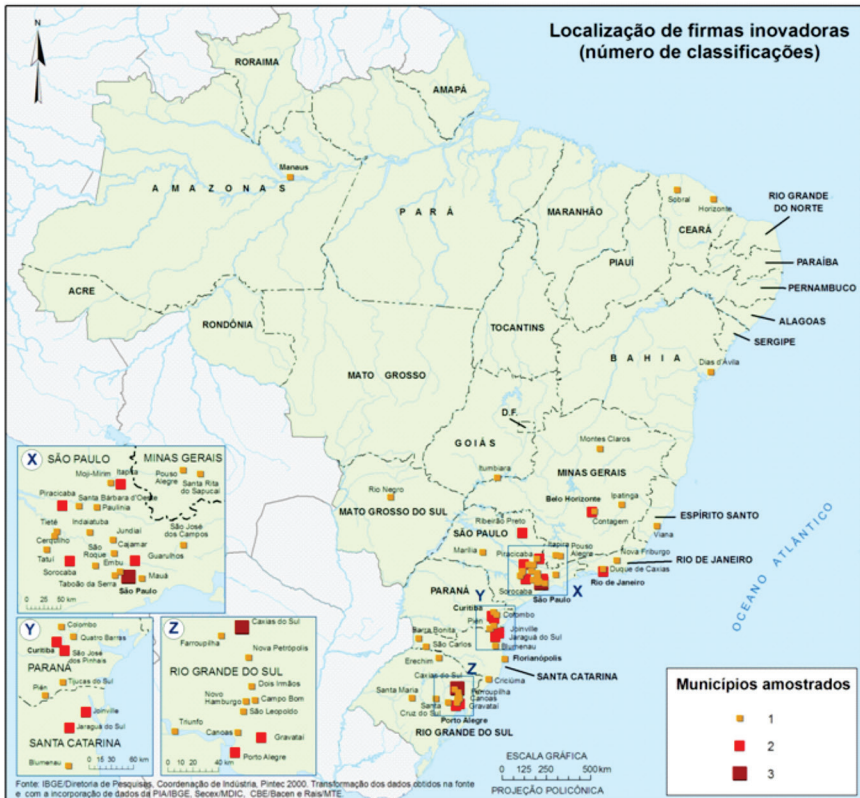 Localização de firmas inovadoras
(número de classificações)
N
RORAIMA
AMAPÁ
Manaus
AMAZONAS
PARÁ
MARANHÃO
Sobral
Horizonte
CEARÁ
RIO GRANDE
DO NORTE
PIAUÍ
PARAÍBA
PERNAMBUCO
ACRE
ALAGOAS
SERGIPE
RONDÔNIA
TOCANTINS
BAHIA
Dias d'Ávila
MATO GROSSO
D.F.
GOIÁS
Montes Claros
Itumbiara
MINAS GERAIS
Rio Negro
MATO GROSSO DO SUL
Belo Horizonte
Ipatinga
Contagem
ESPÍRITO SANTO
Viana
Ribeirão Preto
SÃO PAULO
Marília
Piracicaba
Itapira
Pouso
Alegra
Nova Friburgo
Duque de Caxias
RIO DE JANEIRO
Rio de Janeiro
Sorocaba
São Paulo
X
PARANÁ
Y
Curitiba
Colombo
Piên
Joinville
Jaraguá do Sul
Barra Bonita
São Carlos
Blumenau
Florianópolis
Erechim
SANTA CATARINA
Criciúma
Z
Caxias do Sul
Farroupilha
Santa Maria
Canoas
Santa
Cruz do Sul
Gravataí
Porto Alegre
RIO GRANDE DO SUL
OCEANO ATLÂNTICO
X
SÃO PAULO
MINAS GERAIS
Moji-Mirim
Itapira
Pouso
Alegre
Santa Rita
do Sapucaí
Piracicaba
Santa Bárbara d'Oeste
Paulínia
Tietê
Indaiatuba
Jundiaí
São José
dos Campos
Cerquilho
São
Roque
Cajamar
Tatuí
Embu
Guarulhos
Sorocaba
Taboão da Serra
Mauá
São Paulo
0 20 40 60 km
Y
Colombo
Quatro Barras
Curitiba
São José
dos Pinhais
PARANÁ
Tijucas do Sul
Piên
Joinville
Jaraguá do Sul
SANTA CATARINA
Blumenau
0 15 30 60 km
Z
Caxias do Sul
Farroupilha
Nova Petrópolis
RIO GRANDE DO SUL
Dois Irmãos
Novo
Hamburgo
Campo Bom
São Leopoldo
Triunfo
Canoas
Gravataí
Porto Alegre
0 10 20 40 km
Municípios amostrados
1
2
3
ESCALA GRÁFICA
0 125 250 500 km
PROJEÇÃO POLICÓNICA
Fonte: IBGE/Diretoria de Pesquisas, Coordenação de Indústria, Pintec 2000. Transformação dos dados obtidos na fonte
e com a incorporação de dados da PIA/IBGE, Secex/MDIC, CBE/Bacen e Rais/MTE.